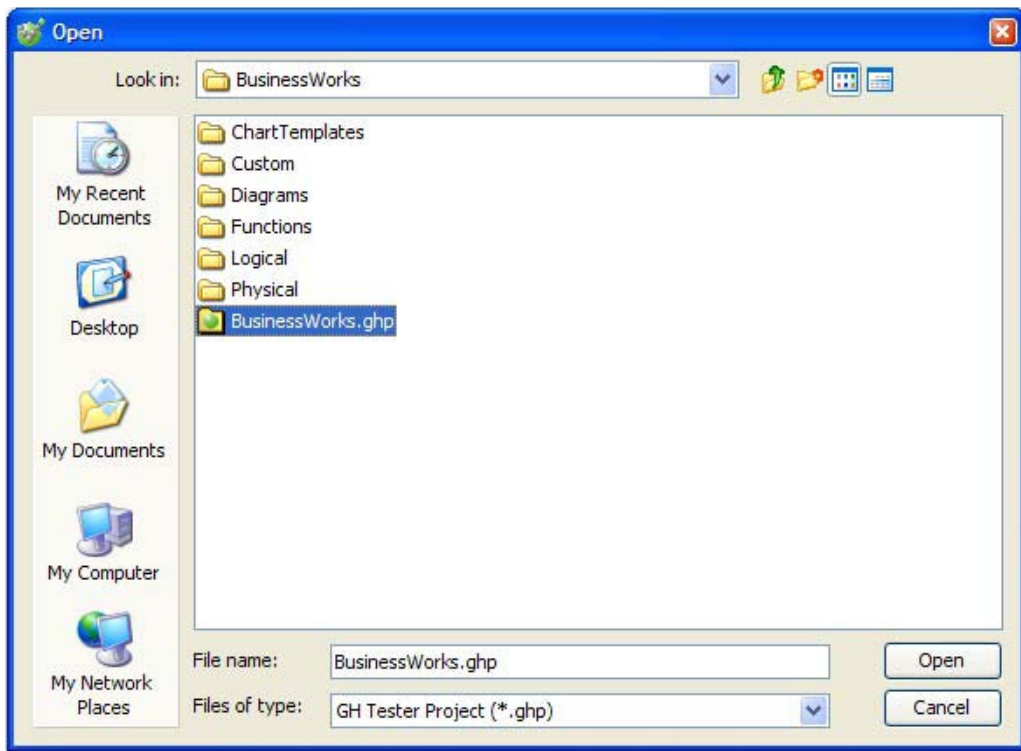 Open
Look in:
BusinessWorks
My Recent
Documents
Desktop
My Documents
My Computer
My Network
Places
ChartTemplates
Custom
Diagrams
Functions
Logical
Physical
BusinessWorks.ghp
File name:
BusinessWorks.ghp
Open
Files of type:
GH Tester Project (*.ghp)
Cancel